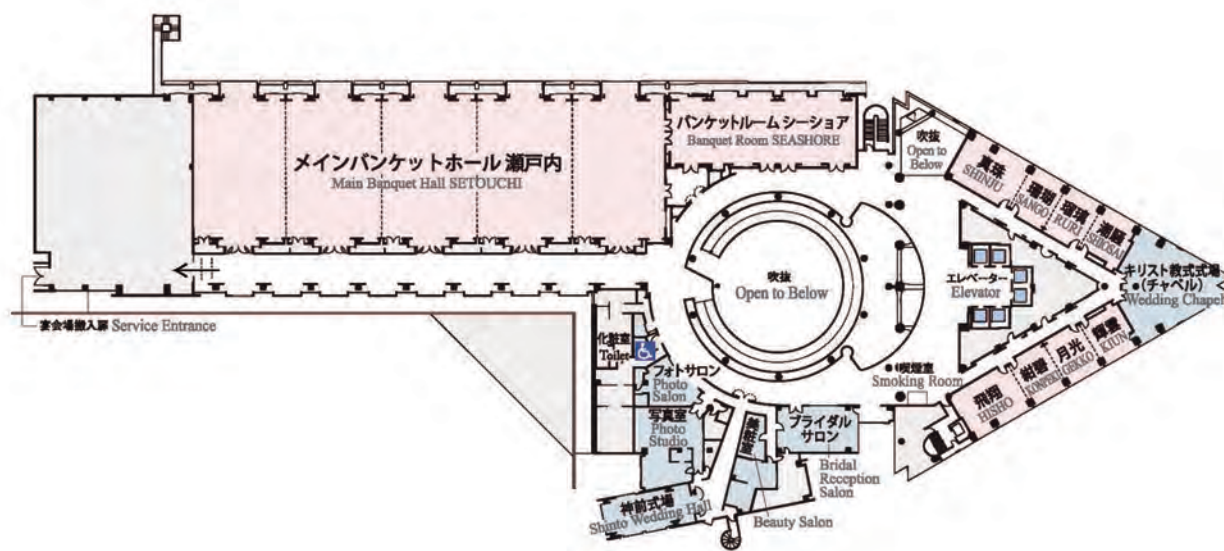 メインバンケットホール 瀬戸内
Main Banquet Hall SETOUCHI
バンケットルーム シーショア
Banquet Room SEASHORE
吹抜
Open to
Below
真珠
SHINJU
珊瑚
SANGO
瑠璃
RURI
潮騒
SHIOSAI
キリスト教式式場
(チャペル)
Wedding Chapel
エレベーター
Elevator
吹抜
Open to Below
宴会場搬入扉 Service Entrance
化粧室
Toilet
フォトサロン
Photo
Salon
写真室
Photo
Studio
神前式場
Shinto Wedding Hall
美粧室
Beauty Salon
ブライダル
サロン
Bridal
Reception
Salon
喫煙室
Smoking Room
飛翔
HISHO
紺碧
KONPEKI
月光
GEKKO
輝雲
KIUN